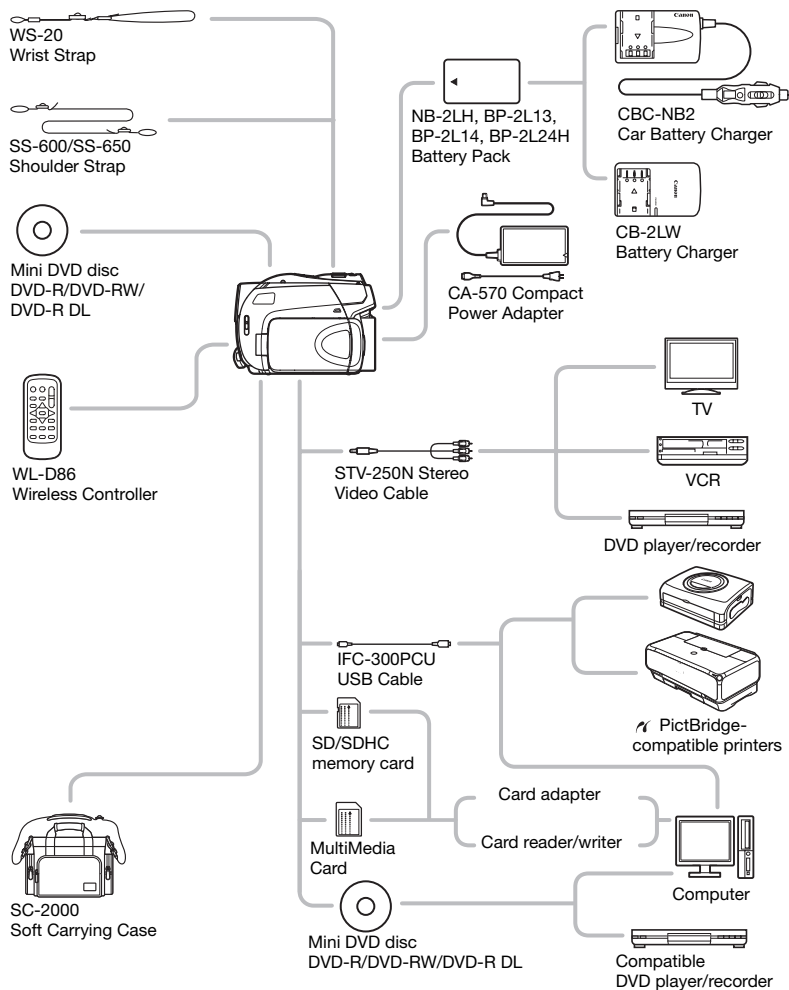 WS-20
Wrist Strap
SS-600/SS-650
Shoulder Strap
Mini DVD disc
DVD-R/DVD-RW/
DVD-R DL
WL-D86
Wireless Controller
NB-2LH, BP-2L13,
BP-2L14, BP-2L24H
Battery Pack
Canon
CBC-NB2
Car Battery Charger
Canon
CB-2LW
Battery Charger
CA-570 Compact
Power Adapter
TV
STV-250N Stereo
Video Cable
VCR
DVD player/recorder
IFC-300PCU
USB Cable
PictBridge-
compatible printers
SD/SDHC
memory card
Card adapter
Card reader/writer
MultiMedia
Card
Computer
SC-2000
Soft Carrying Case
Mini DVD disc
DVD-R/DVD-RW/DVD-R DL
Compatible
DVD player/recorder